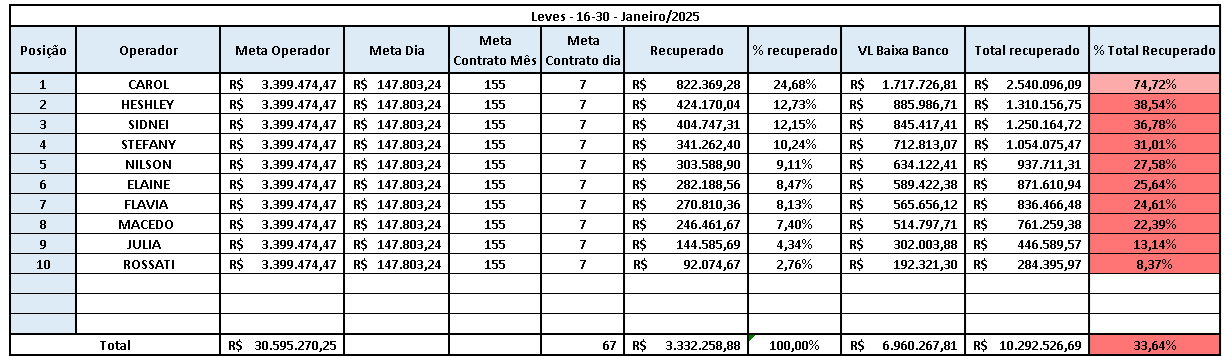 Leves - 16-30 - Janeiro/2025
Posição Operador Meta Operador Meta Dia Meta Contrato Mês Meta Contrato dia Recuperado % recuperado VL Baixa Banco Total recuperado % Total Recuperado
1 CAROL R$ 3.399.474,47 R$ 147.803,24 155 7 R$ 822.369,28 24,68% R$ 1.717.726,81 R$ 2.540.096,09 74,72%
2 HESHLEY R$ 3.399.474,47 R$ 147.803,24 155 7 R$ 424.170,04 12,73% R$ 885.986,71 R$ 1.310.156,75 38,54%
3 SIDNEI R$ 3.399.474,47 R$ 147.803,24 155 7 R$ 404.747,31 12,15% R$ 845.417,41 R$ 1.250.164,72 36,78%
4 STEFANY R$ 3.399.474,47 R$ 147.803,24 155 7 R$ 341.262,40 10,24% R$ 712.813,07 R$ 1.054.075,47 31,01%
5 NILSON R$ 3.399.474,47 R$ 147.803,24 155 7 R$ 303.588,90 9,11% R$ 634.122,41 R$ 937.711,31 27,58%
6 ELAINE R$ 3.399.474,47 R$ 147.803,24 155 7 R$ 282.188,56 8,47% R$ 589.422,38 R$ 871.610,94 25,64%
7 FLAVIA R$ 3.399.474,47 R$ 147.803,24 155 7 R$ 270.810,36 8,13% R$ 565.656,12 R$ 836.466,48 24,61%
8 MACEDO R$ 3.399.474,47 R$ 147.803,24 155 7 R$ 246.461,67 7,40% R$ 514.797,71 R$ 761.259,38 22,39%
9 JULIA R$ 3.399.474,47 R$ 147.803,24 155 7 R$ 144.585,69 4,34% R$ 302.003,88 R$ 446.589,57 13,14%
10 ROSSATI R$ 3.399.474,47 R$ 147.803,24 155 7 R$ 92.074,67 2,76% R$ 192.321,30 R$ 284.395,97 8,37%
Total R$ 30.595.270,25 67 R$ 3.332.258,88 100,00% R$ 6.960.267,81 R$ 10.292.526,69 33,64%